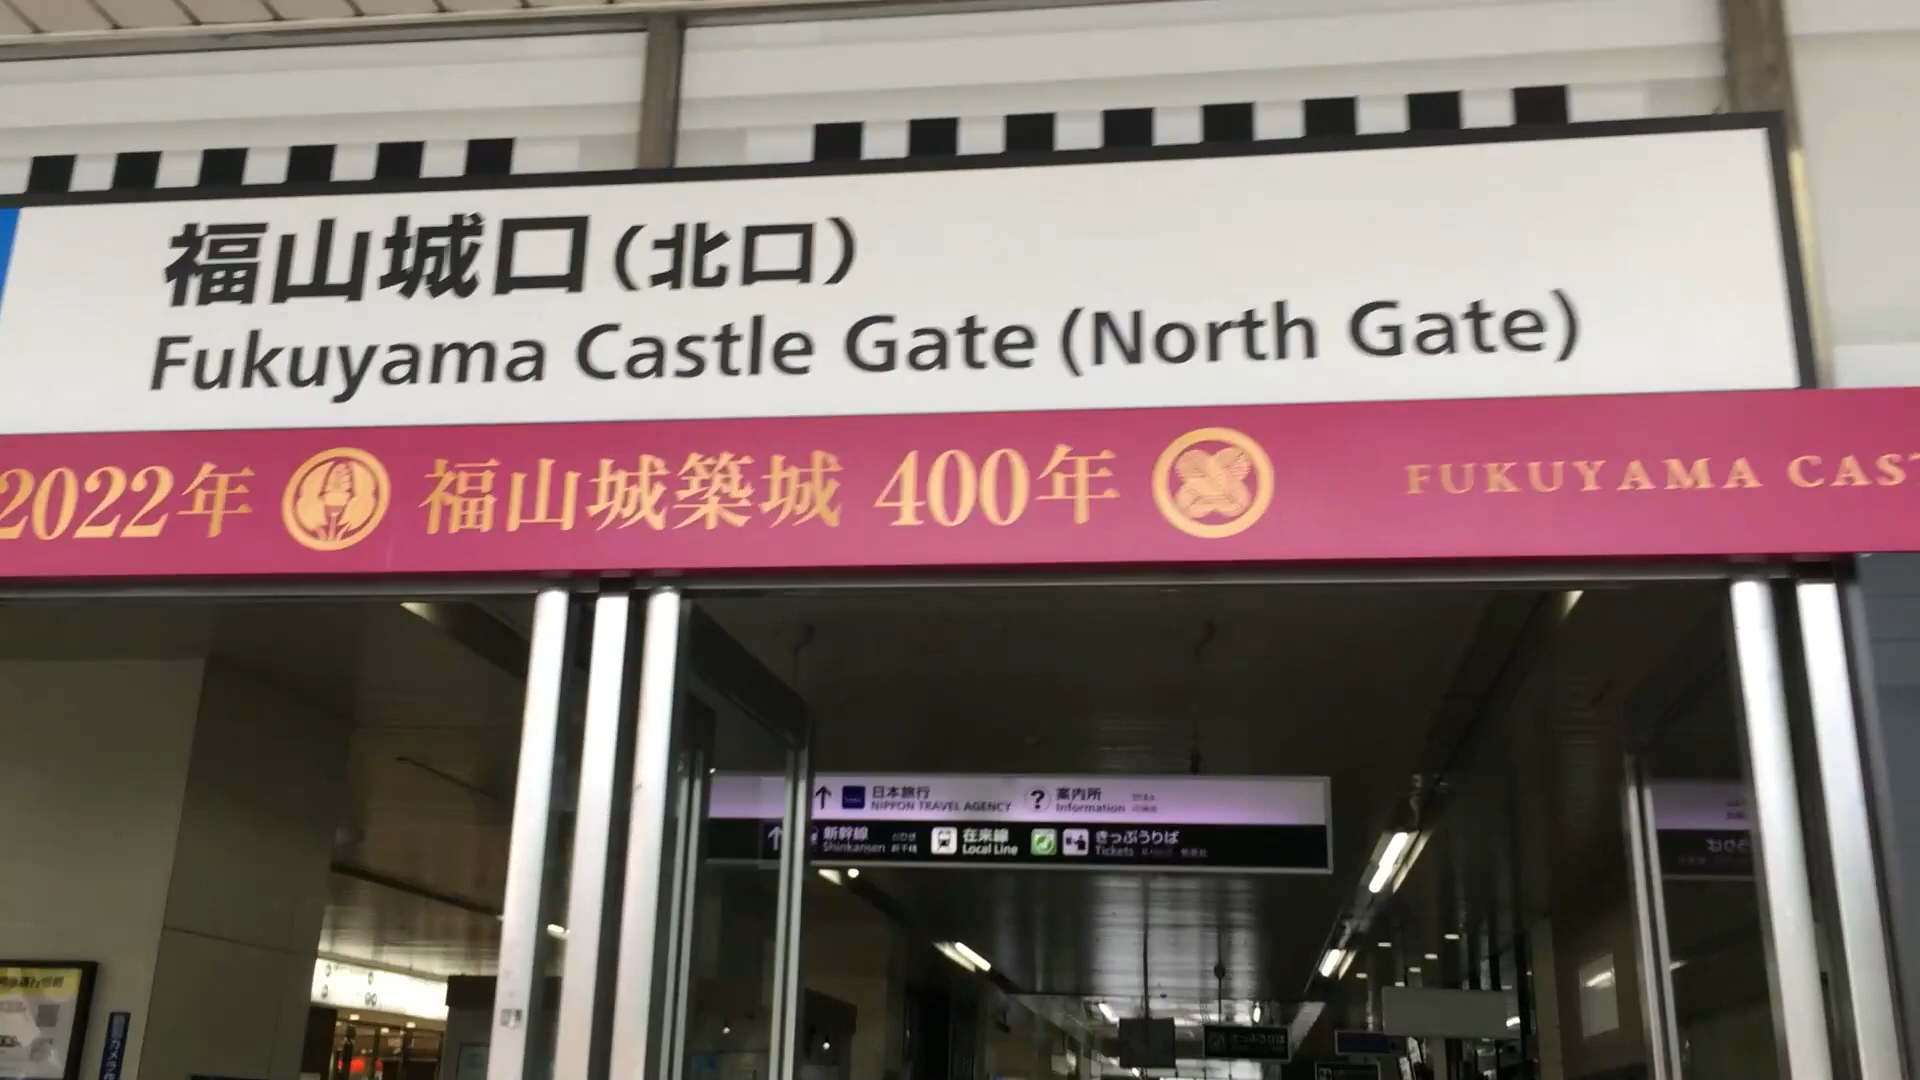 福山城口(北口)
Fukuyama Castle Gate (North Gate)
2022年 福山城築城 400年 FUKUYAMA CAST
日本旅行 案内所
NIPPON TRAVEL AGENCY Information
新幹線 在来線 きっぷうりば
Shinkansen Local Line Tickets